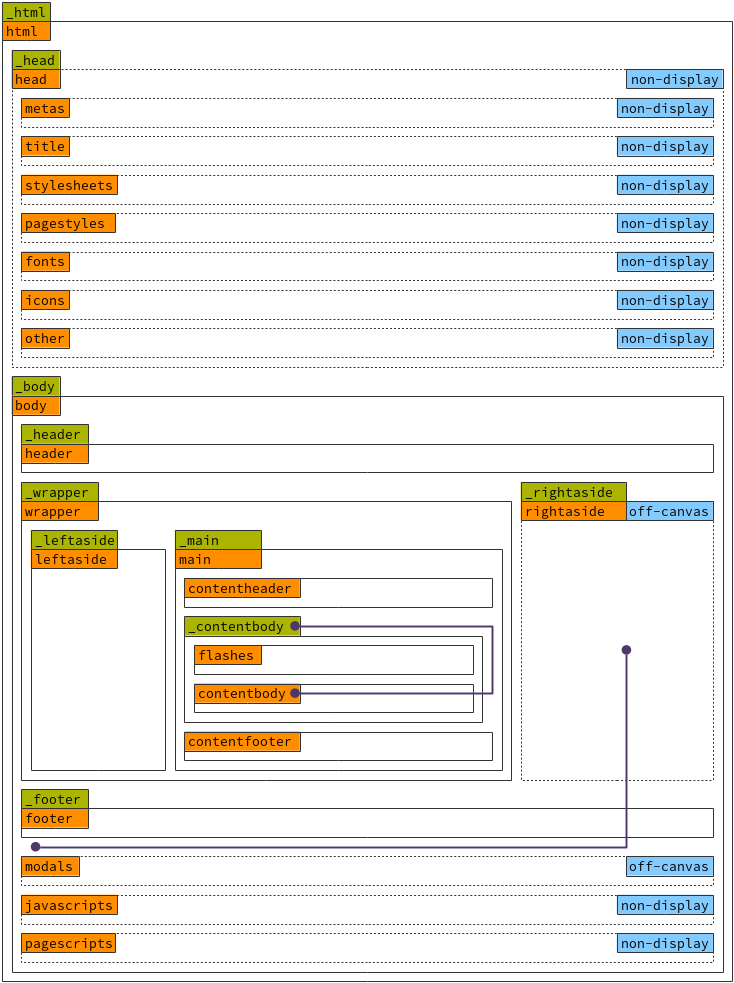 _html
html
_head
head non-display
metas non-display
title non-display
stylesheets non-display
pagestyles non-display
fonts non-display
icons non-display
other non-display
_body
body
_header
header
_wrapper _rightaside
wrapper rightaside off-canvas
_leftaside _main
leftaside main
contentheader
_contentbody
flashes
contentbody
contentfooter
_footer
footer
modals off-canvas
javascripts non-display
pagescripts non-display